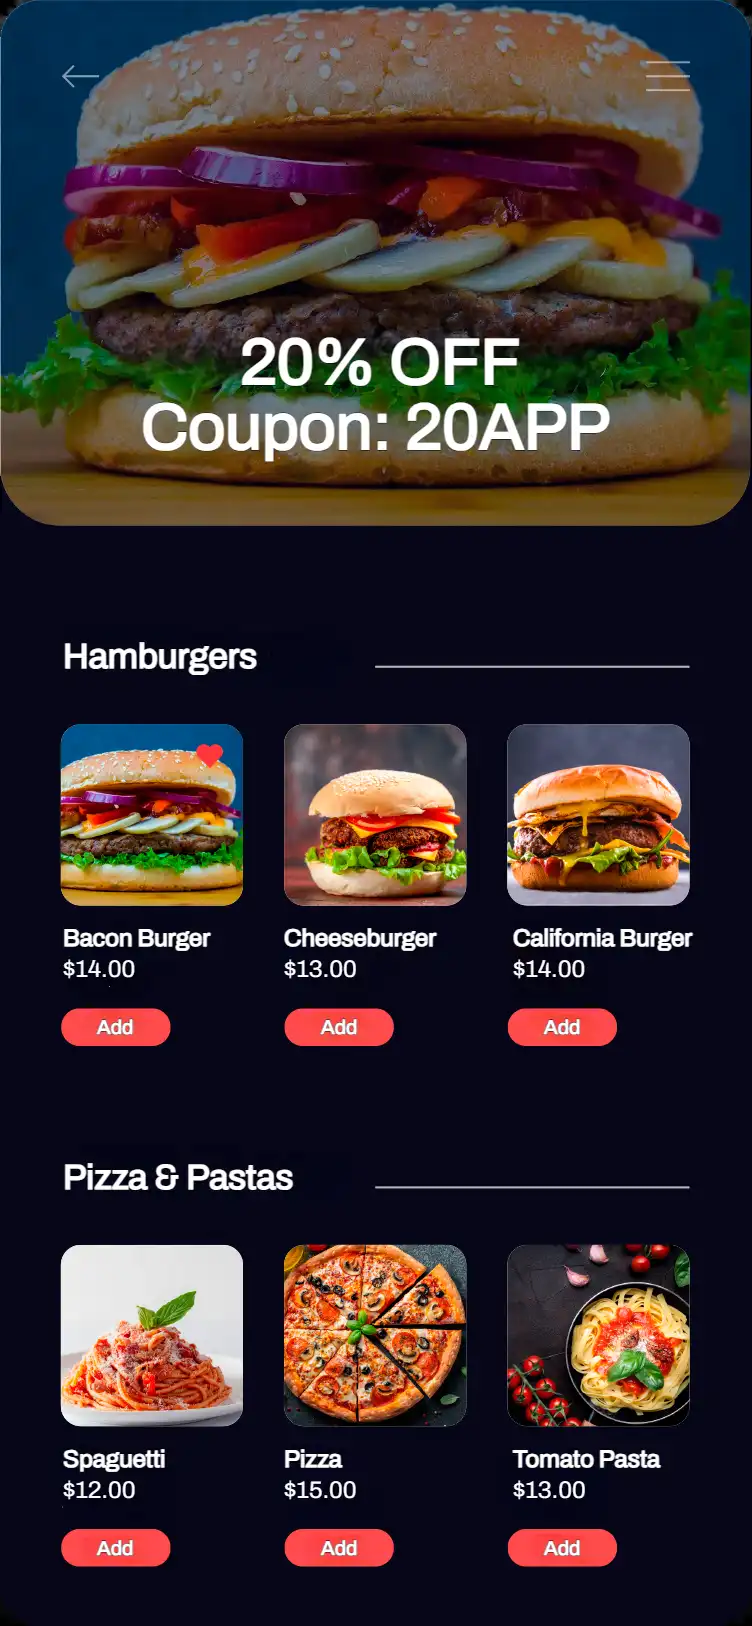 20% OFF
Coupon: 20APP
Hamburgers
Bacon Burger
$14.00
Add
Cheeseburger
$13.00
Add
California Burger
$14.00
Add
Pizza & Pastas
Spaguetti
$12.00
Add
Pizza
$15.00
Add
Tomato Pasta
$13.00
Add